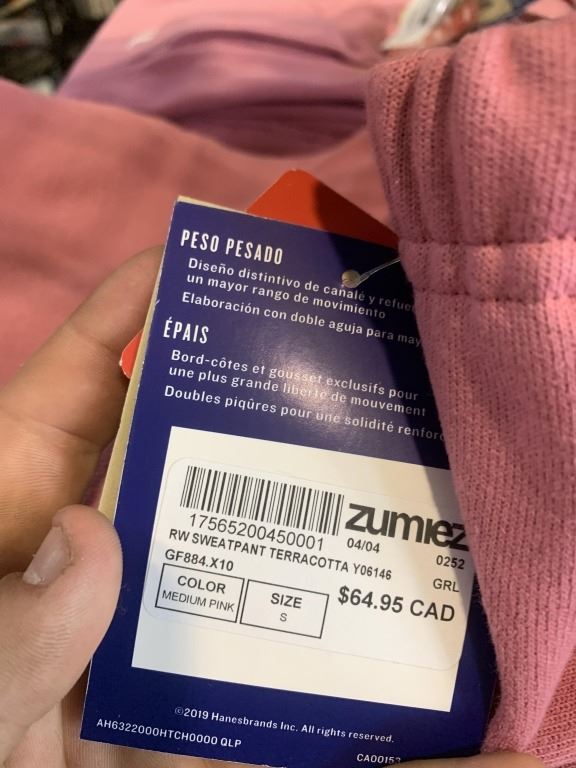 PESO PESADO
Diseño distintivo de canalé y
un mayor rango de movimiento
Elaboración con doble aguja para
ÉPAIS
Bord-côtes et gousset exclusifs pour
une plus grande liberté de mouvement
Doubles piqûres pour une solidité
zumiez
17565200450001 04/04 0252
RW SWEATPANT TERRACOTTA Y06146
GF884.X10 GRL
COLOR
MEDIUM PINK
SIZE
S
$64.95 CAD
©2019 Hanesbrands Inc. All rights reserved.
AH6322000HTCH0000 QLP